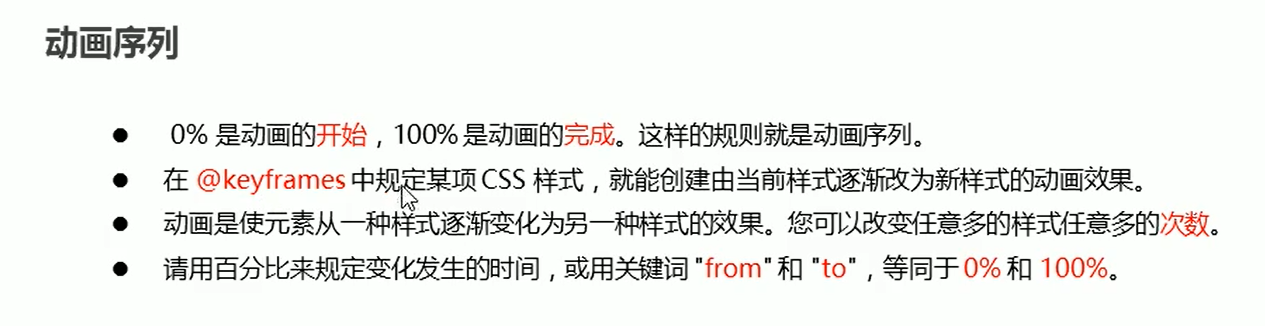 动画序列
● 0% 是动画的开始，100% 是动画的完成。这样的规则就是动画序列。
● 在 @keyframes 中规定某项 CSS 样式，就能创建由当前样式逐渐改为新样式的动画效果。
● 动画是使元素从一种样式逐渐变化为另一种样式的效果。您可以改变任意多的样式任意多的次数。
● 请用百分比来规定变化发生的时间，或用关键词 "from" 和 "to"，等同于 0% 和 100%。